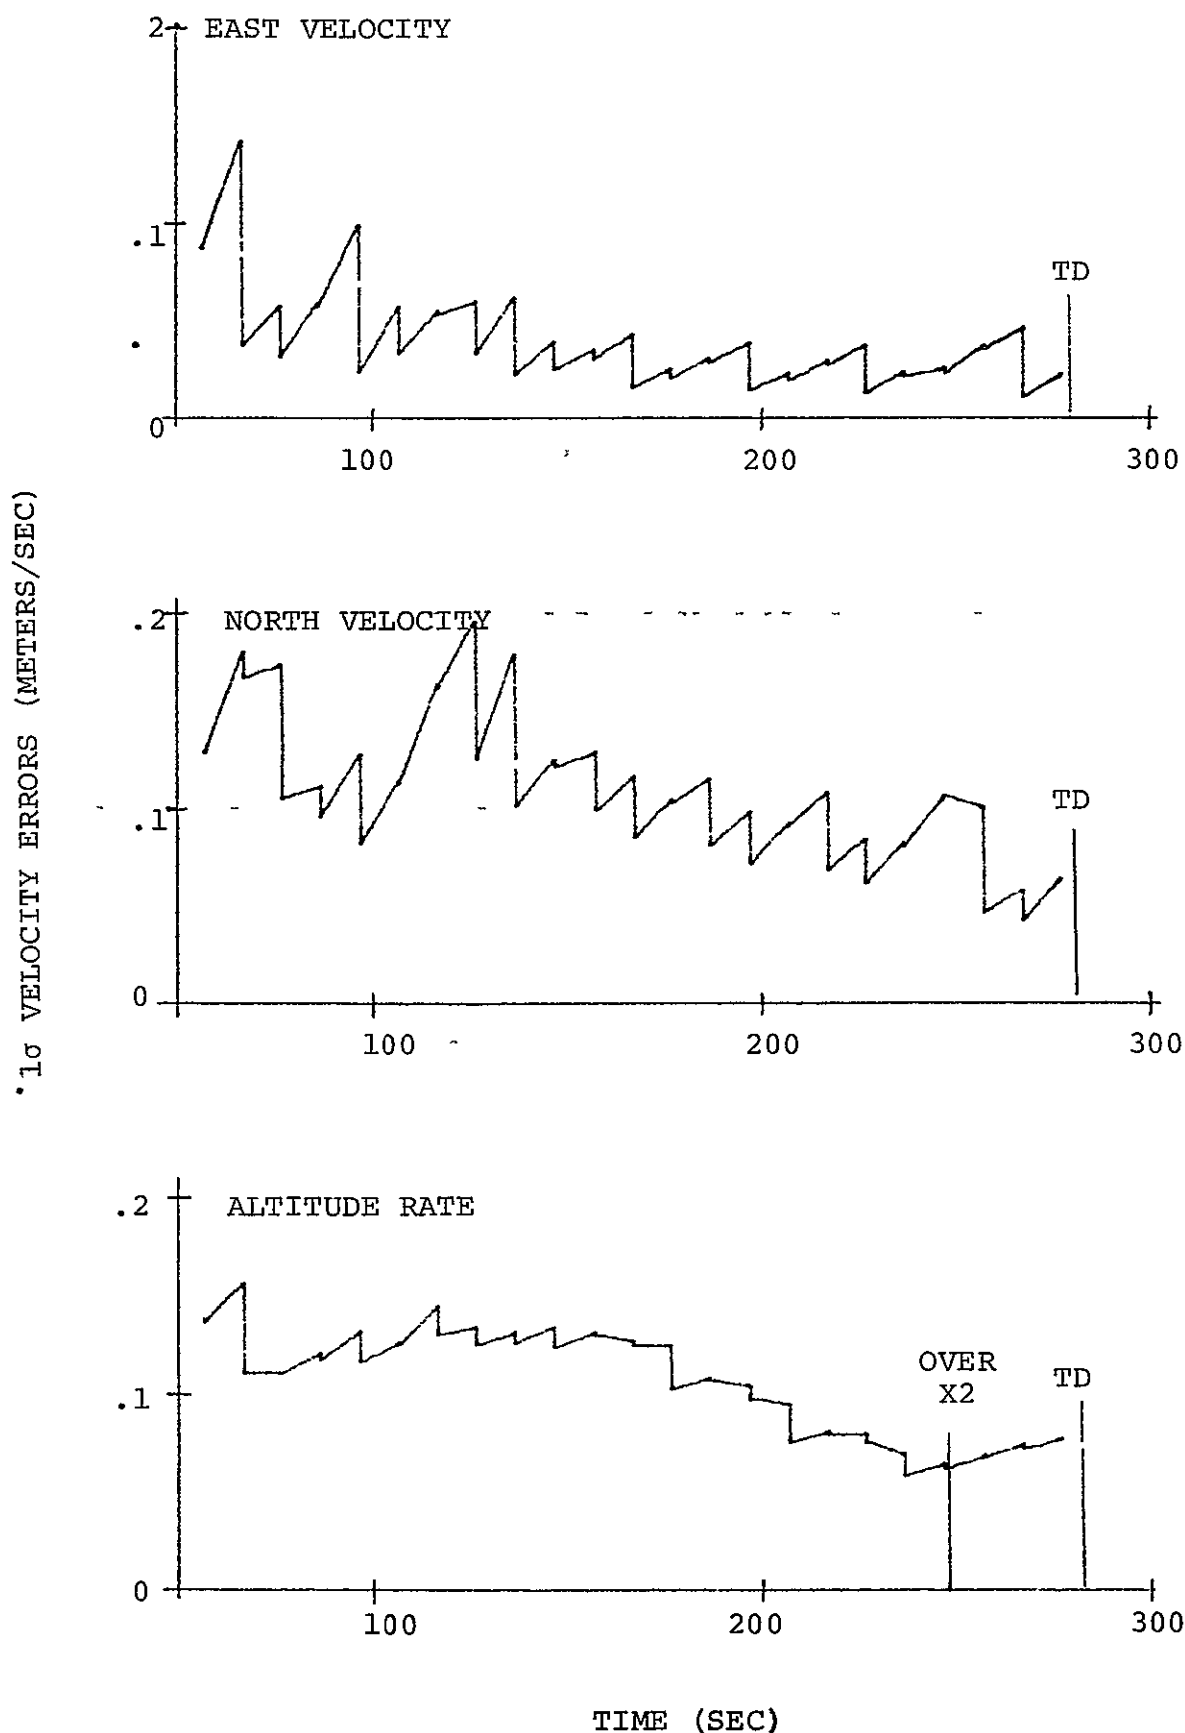 2 EAST VELOCITY
.1
TD
0
100 200 300
1σ VELOCITY ERRORS (METERS/SEC)
.2 NORTH VELOCITY
.1
TD
0
100 200 300
.2 ALTITUDE RATE
OVER
X2
TD
.1
0
100 200 300
TIME (SEC)